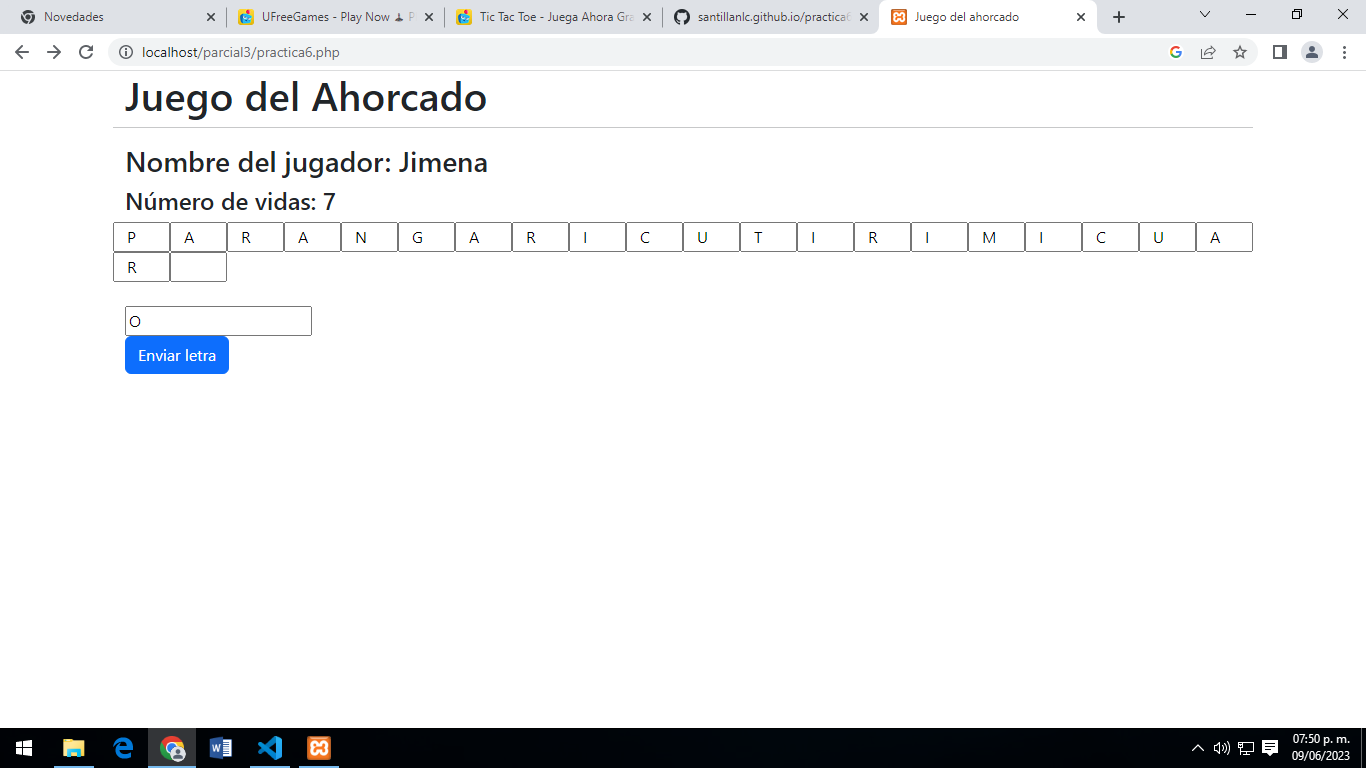 Novedades
UFreeGames - Play Now
Tic Tac Toe - Juega Ahora Gra
santillanlc.github.io/practica6
Juego del ahorcado
localhost/parcial3/practica6.php
Juego del Ahorcado
Nombre del jugador: Jimena
Número de vidas: 7
P A R A N G A R I C U T I R I M I C U A
R
O
Enviar letra
07:50 p. m.
09/06/2023